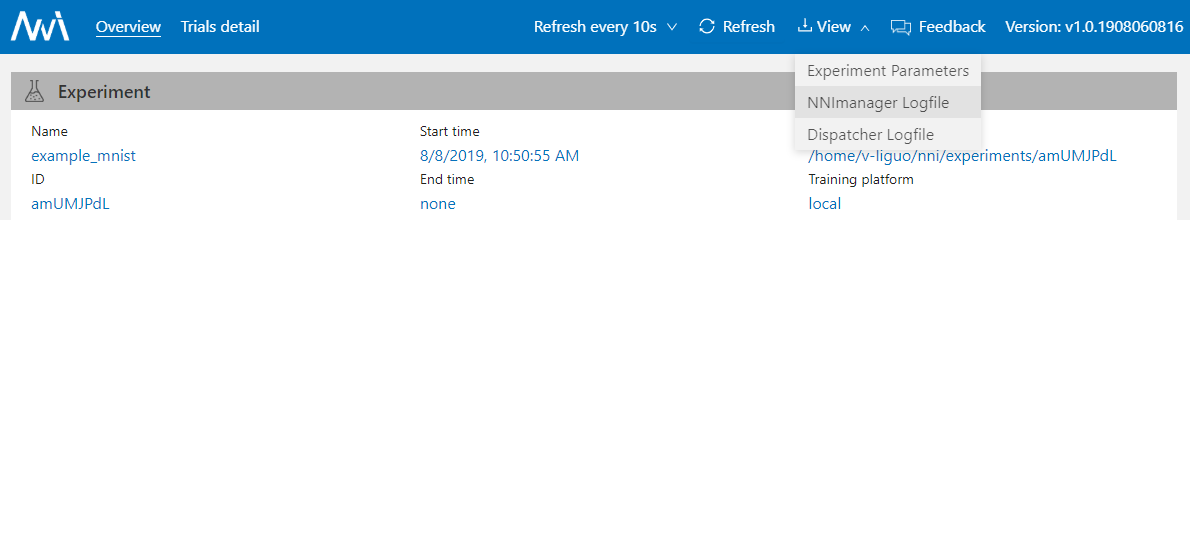 NNI Overview Trials detail Refresh every 10s Refresh View Feedback Version: v1.0.1908060816
Experiment Parameters
NNImanager Logfile
Dispatcher Logfile
Experiment
Name Start time
example_mnist 8/8/2019, 10:50:55 AM /home/v-liguo/nni/experiments/amUMJPdL
ID End time Training platform
amUMJPdL none local